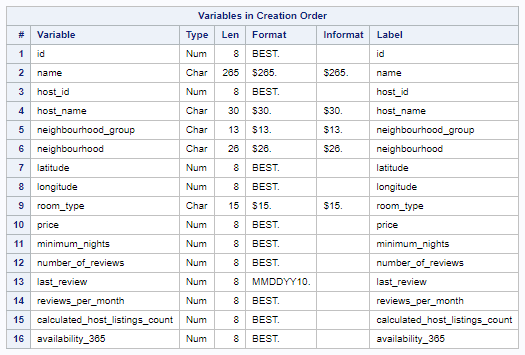 Variables in Creation Order
# Variable Type Len Format Informat Label
1 id Num 8 BEST. id
2 name Char 265 $265. $265. name
3 host_id Num 8 BEST. host_id
4 host_name Char 30 $30. $30. host_name
5 neighbourhood_group Char 13 $13. $13. neighbourhood_group
6 neighbourhood Char 26 $26. $26. neighbourhood
7 latitude Num 8 BEST. latitude
8 longitude Num 8 BEST. longitude
9 room_type Char 15 $15. $15. room_type
10 price Num 8 BEST. price
11 minimum_nights Num 8 BEST. minimum_nights
12 number_of_reviews Num 8 BEST. number_of_reviews
13 last_review Num 8 MMDDYY10. last_review
14 reviews_per_month Num 8 BEST. reviews_per_month
15 calculated_host_listings_count Num 8 BEST. calculated_host_listings_count
16 availability_365 Num 8 BEST. availability_365